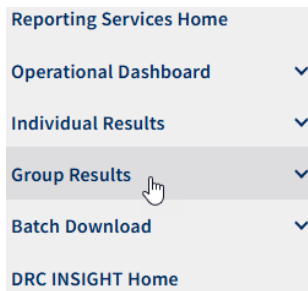 Reporting Services Home
Operational Dashboard
Individual Results
Group Results
Batch Download
DRC INSIGHT Home